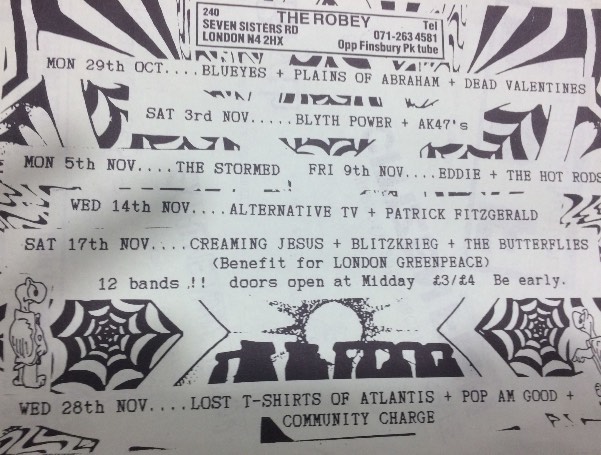 240 THE ROBEY Tel
SEVEN SISTERS RD 071-263 4581
LONDON N4 2HX Opp Finsbury Pk tube
MON 29th OCT....BLUEYES + PLAINS OF ABRAHAM + DEAD VALENTINES
SAT 3rd NOV.....BLYTH POWER + AK47's
MON 5th NOV....THE STORMED FRI 9th NOV....EDDIE + THE HOT RODS
WED 14th NOV....ALTERNATIVE TV + PATRICK FITZGERALD
SAT 17th NOV....CREAMING JESUS + BLITZKRIEG + THE BUTTERFLIES
(Benefit for LONDON GREENPEACE)
12 bands !! doors open at Midday £3/£4 Be early.
WED 28th NOV....LOST T-SHIRTS OF ATLANTIS + POP AM GOOD +
COMMUNITY CHARGE